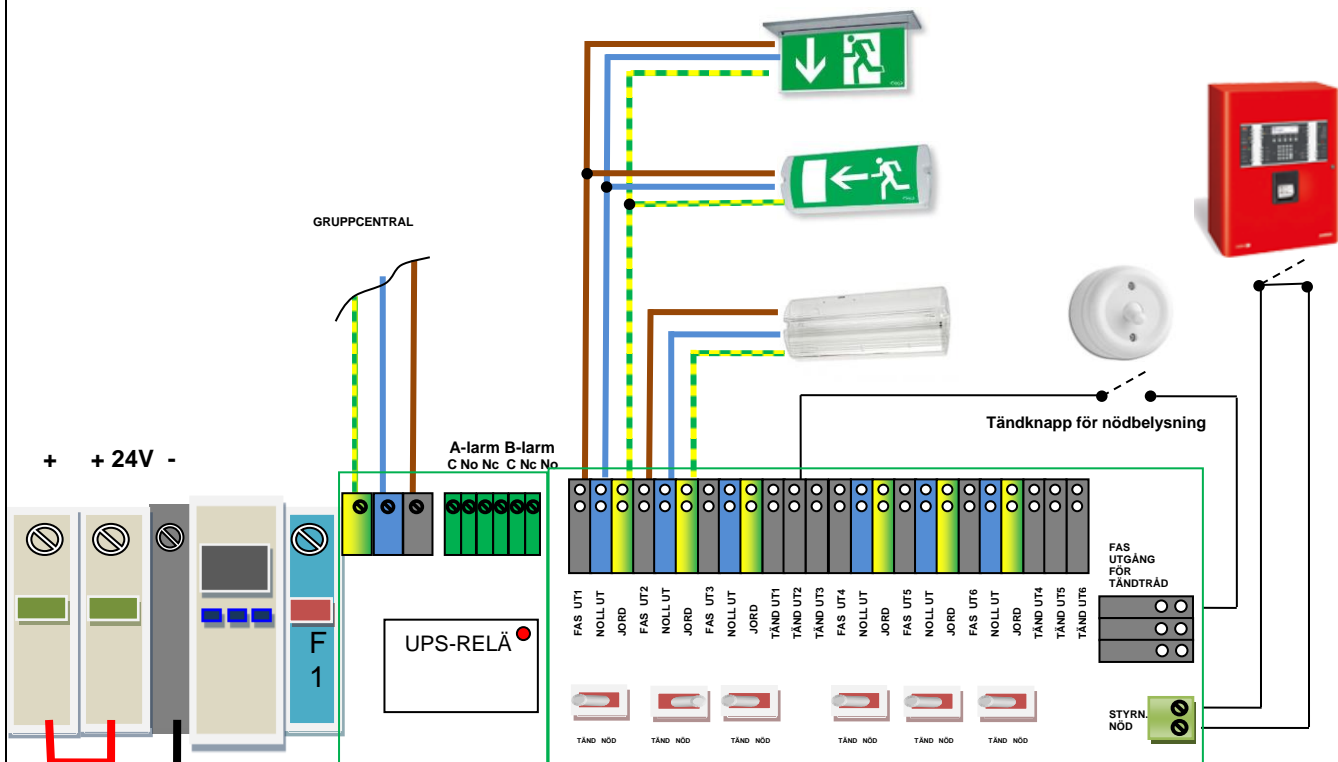 GRUPPCENTRAL
Tändknapp för nödbelysning
+ + 24V -
A-larm B-larm
C No Nc C Nc No
F
1
UPS-RELÄ
FAS UT1
NOLL UT
JORD
FAS UT2
NOLL UT
JORD
FAS UT3
NOLL UT
JORD
TÄND UT1
TÄND UT2
TÄND UT3
FAS UT4
NOLL UT
JORD
FAS UT5
NOLL UT
JORD
FAS UT6
NOLL UT
JORD
TÄND UT4
TÄND UT5
TÄND UT6
FAS
UTGÅNG
FÖR
TÄNDTRÅD
STYRN.
NÖD
TÄND NÖD
TÄND NÖD
TÄND NÖD
TÄND NÖD
TÄND NÖD
TÄND NÖD